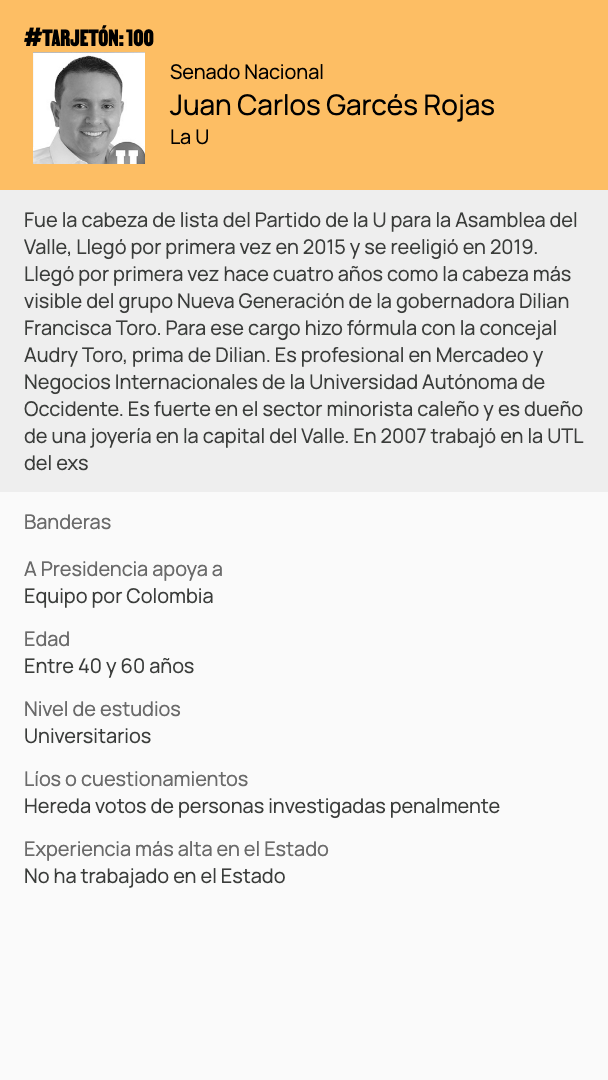 #TARJETÓN: 100
Senado Nacional
Juan Carlos Garcés Rojas
La U
U
Fue la cabeza de lista del Partido de la U para la Asamblea del
Valle, Llegó por primera vez en 2015 y se reeligió en 2019.
Llegó por primera vez hace cuatro años como la cabeza más
visible del grupo Nueva Generación de la gobernadora Dilian
Francisca Toro. Para ese cargo hizo fórmula con la concejal
Audry Toro, prima de Dilian. Es profesional en Mercadeo y
Negocios Internacionales de la Universidad Autónoma de
Occidente. Es fuerte en el sector minorista caleño y es dueño
de una joyería en la capital del Valle. En 2007 trabajó en la UTL
del exs
Banderas
A Presidencia apoya a
Equipo por Colombia
Edad
Entre 40 y 60 años
Nivel de estudios
Universitarios
Líos o cuestionamientos
Hereda votos de personas investigadas penalmente
Experiencia más alta en el Estado
No ha trabajado en el Estado